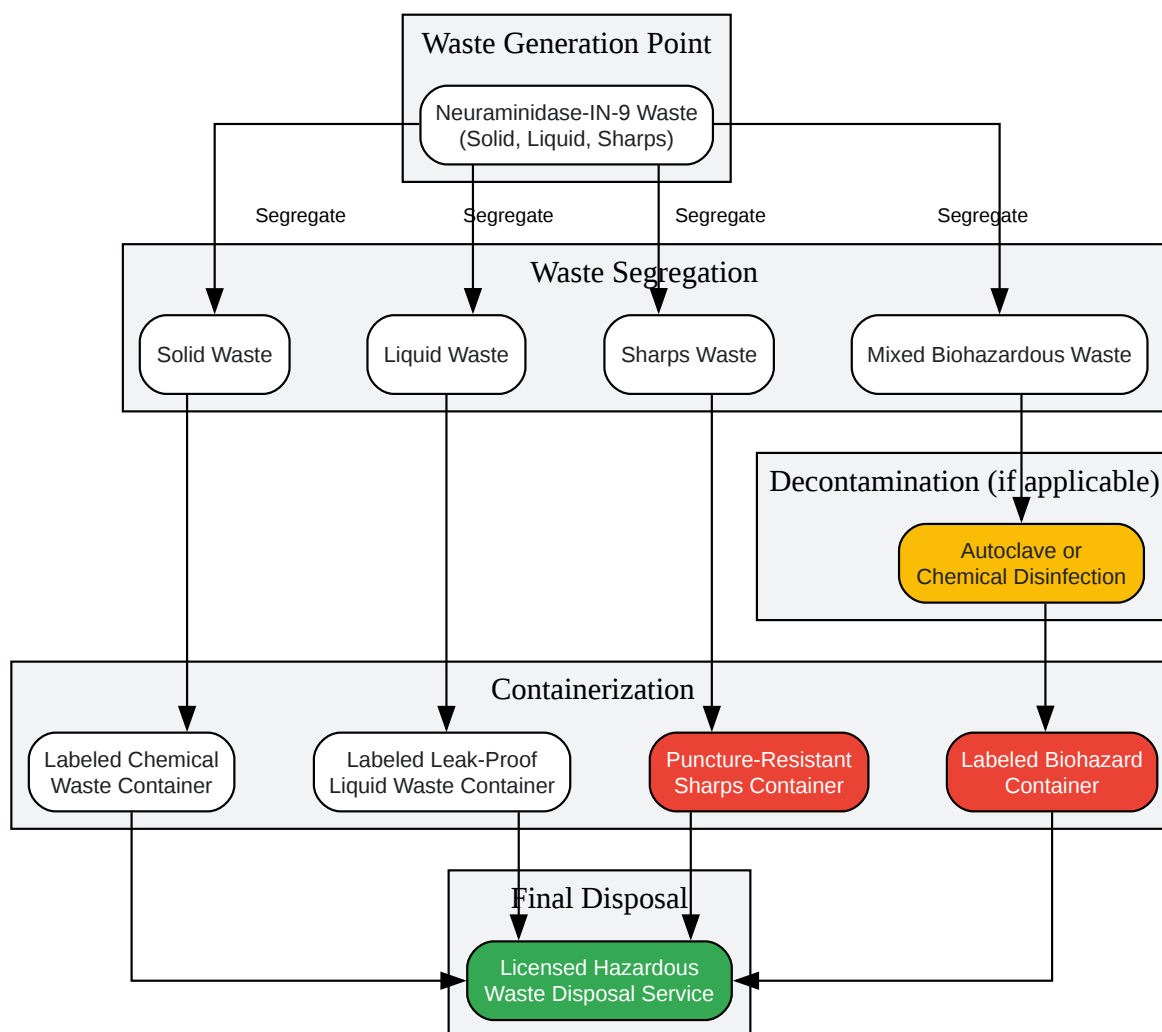 Waste Generation Point
Neuraminidase-IN-9 Waste
(Solid, Liquid, Sharps)
Segregate
Segregate
Segregate
Segregate
Waste Segregation
Solid Waste
Liquid Waste
Sharps Waste
Mixed Biohazardous Waste
Decontamination (if applicable)
Autoclave or
Chemical Disinfection
Containerization
Labeled Chemical
Waste Container
Labeled Leak-Proof
Liquid Waste Container
Puncture-Resistant
Sharps Container
Labeled Biohazard
Container
Final Disposal
Licensed Hazardous
Waste Disposal Service